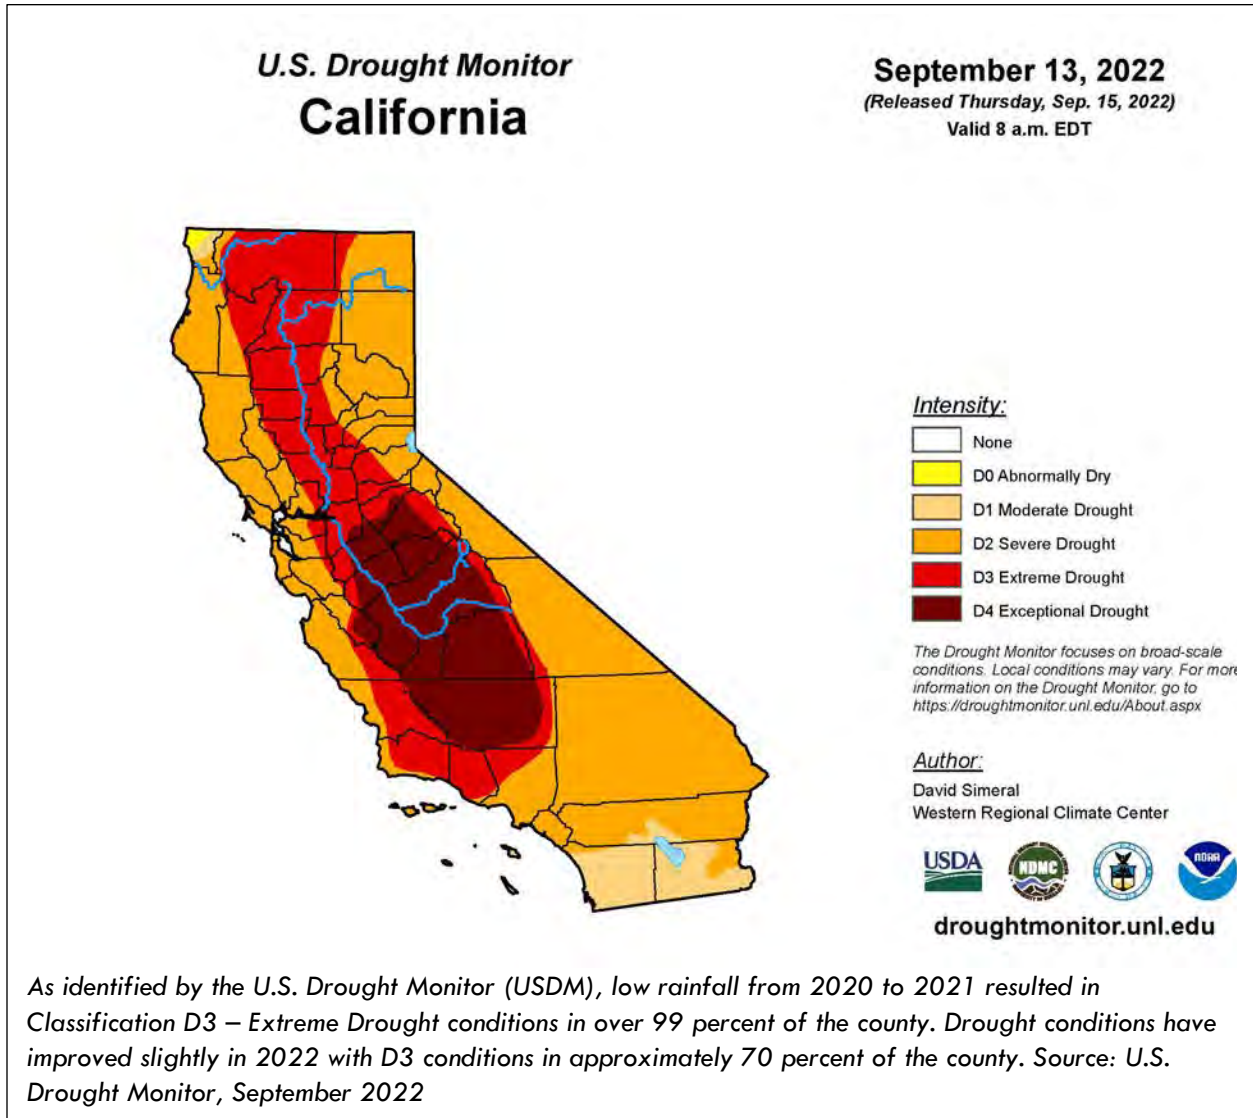 U.S. Drought Monitor
California
September 13, 2022
(Released Thursday, Sep. 15, 2022)
Valid 8 a.m. EDT
Intensity:
None
D0 Abnormally Dry
D1 Moderate Drought
D2 Severe Drought
D3 Extreme Drought
D4 Exceptional Drought
The Drought Monitor focuses on broad-scale
conditions. Local conditions may vary. For more
information on the Drought Monitor, go to
https://droughtmonitor.unl.edu/About.aspx
Author:
David Simeral
Western Regional Climate Center
USDA
NDMC
NOAA
droughtmonitor.unl.edu
As identified by the U.S. Drought Monitor (USDM), low rainfall from 2020 to 2021 resulted in
Classification D3 – Extreme Drought conditions in over 99 percent of the county. Drought conditions have
improved slightly in 2022 with D3 conditions in approximately 70 percent of the county. Source: U.S.
Drought Monitor, September 2022